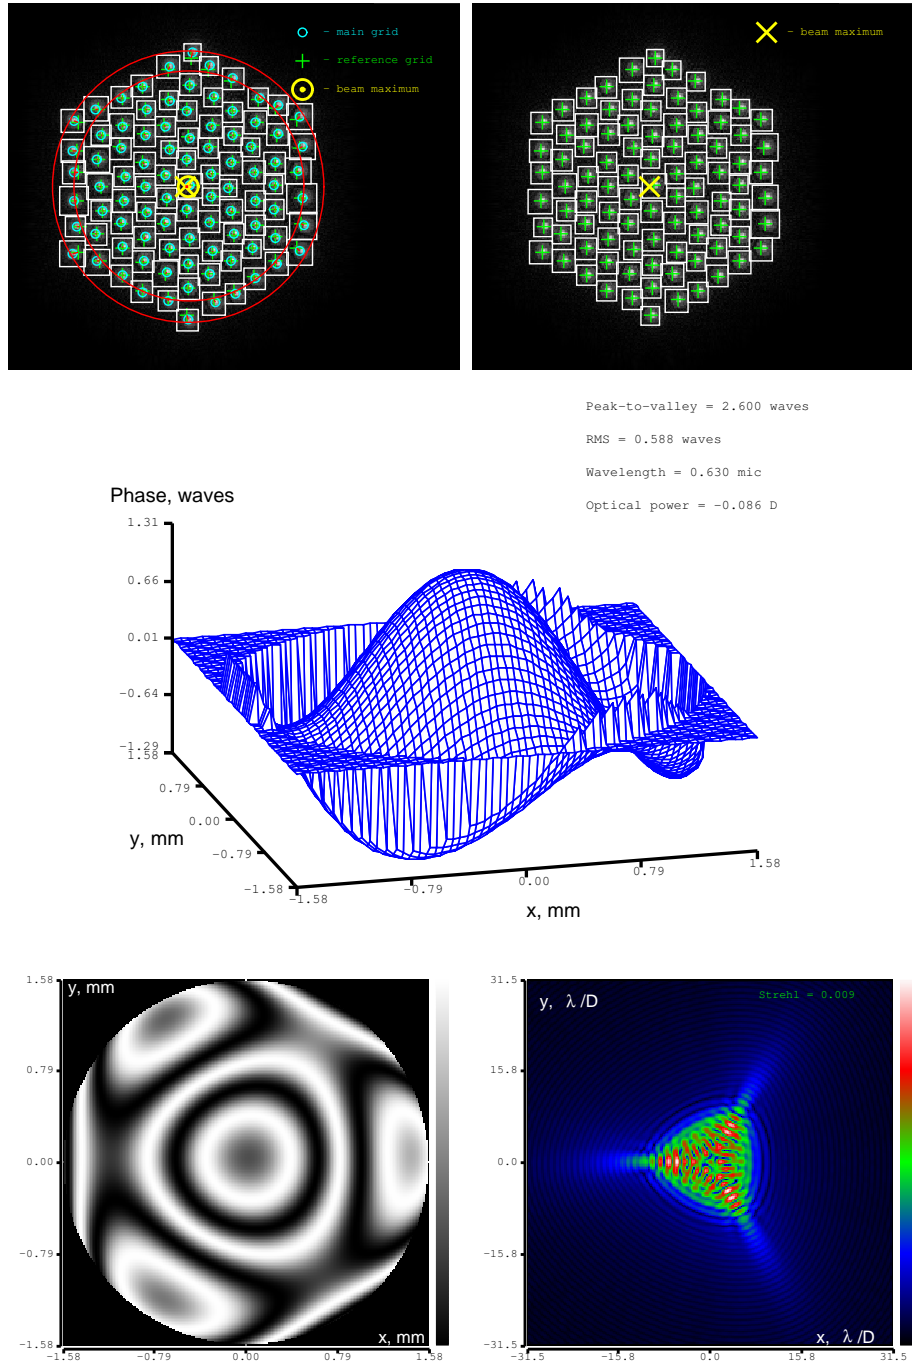 - main grid
- reference grid
- beam maximum
- beam maximum
Peak-to-valley = 2.600 waves
RMS = 0.588 waves
Wavelength = 0.630 mic
Optical power = -0.086 D
Phase, waves
1.31
0.66
0.01
-0.64
-1.29
1.58
0.79
0.00
-0.79
-1.58
y, mm
-1.58
-0.79
0.00
0.79
1.58
x, mm
1.58
0.79
0.00
-0.79
-1.58
y, mm
x, mm
-1.58
-0.79
0.00
0.79
1.58
31.5
15.8
0.0
-15.8
-31.5
y, λ/D
Strehl = 0.009
x, λ/D
-31.5
-15.8
0.0
15.8
31.5